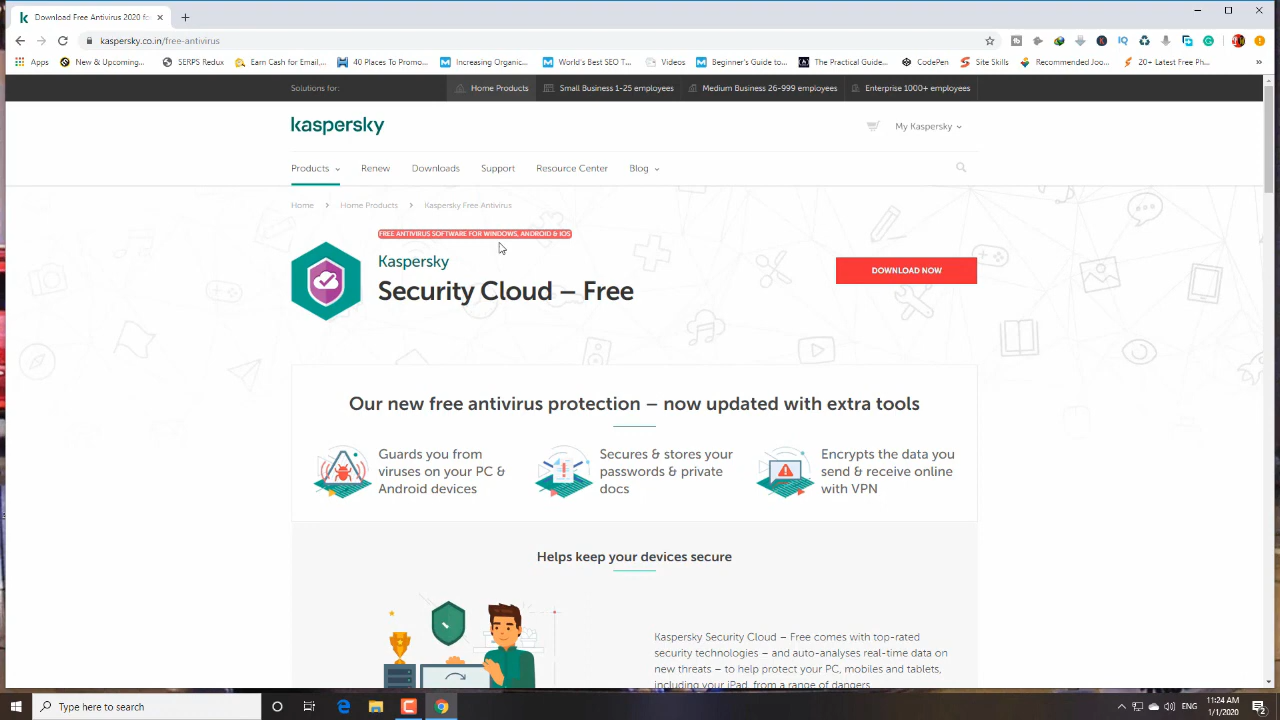 Download Free Antivirus 2020 fo
kaspersky.co.in/free-antivirus
Apps
New & Upcoming...
SERPS Redux
Earn Cash for Email...
40 Places To Promo...
Increasing Organic...
World's Best SEO T...
Videos
Beginner's Guide to...
The Practical Guide...
CodePen
Site Skills
Recommended Joo...
20+ Latest Free Ph...
Solutions for:
Home Products
Small Business 1-25 employees
Medium Business 26-999 employees
Enterprise 1000+ employees
kaspersky
My Kaspersky
Products
Renew
Downloads
Support
Resource Center
Blog
Home > Home Products > Kaspersky Free Antivirus
FREE ANTIVIRUS SOFTWARE FOR WINDOWS, ANDROID & IOS
Kaspersky
Security Cloud – Free
DOWNLOAD NOW
Our new free antivirus protection – now updated with extra tools
Guards you from
viruses on your PC &
Android devices
Secures & stores your
passwords & private
docs
Encrypts the data you
send & receive online
with VPN
Helps keep your devices secure
Kaspersky Security Cloud – Free comes with top-rated
security technologies – and auto-analyses real-time data on
new threats – to help protect your PC, mobiles and tablets,
including your iPad, from a range of dangers
Type here to search
ENG
11:24 AM
1/1/2020
2